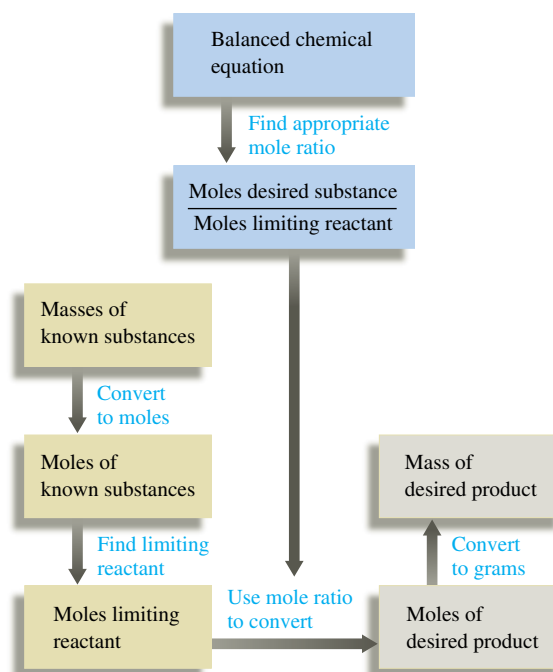 Balanced chemical
equation
Find appropriate
mole ratio
Moles desired substance
Moles limiting reactant
Masses of
known substances
Convert
to moles
Moles of
known substances
Find limiting
reactant
Moles limiting
reactant
Use mole ratio
to convert
Moles of
desired product
Convert
to grams
Mass of
desired product